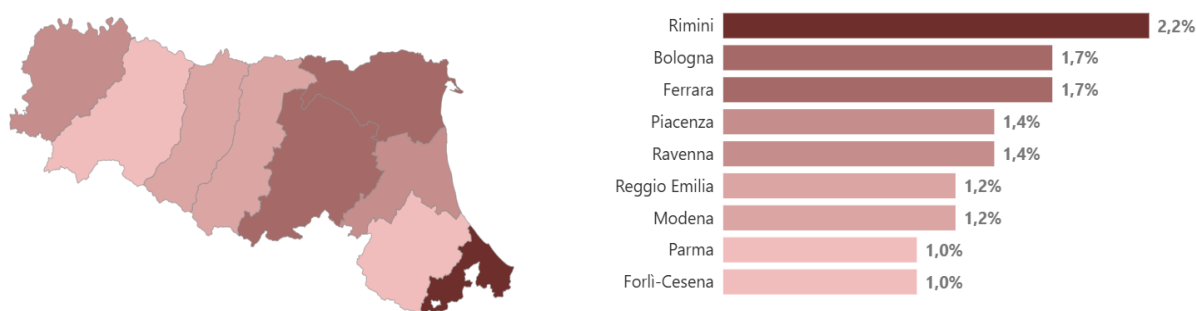 Rimini 2,2%
Bologna 1,7%
Ferrara 1,7%
Piacenza 1,4%
Ravenna 1,4%
Reggio Emilia 1,2%
Modena 1,2%
Parma 1,0%
Forlì-Cesena 1,0%